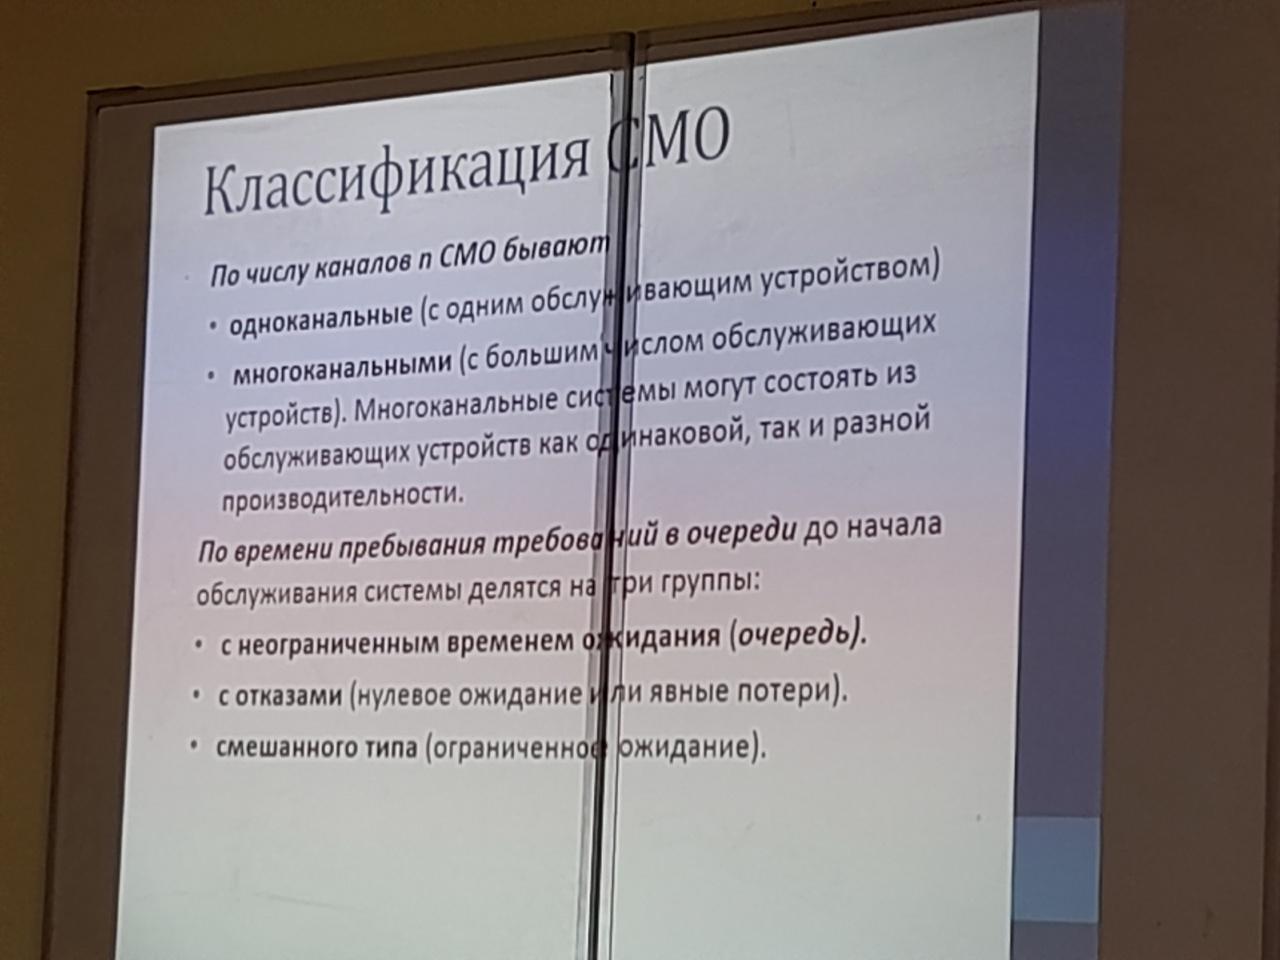 Классификация СМО
По числу каналов n СМО бывают
• одноканальные (с одним обслуживающим устройством)
• многоканальными (с большим числом обслуживающих
устройств). Многоканальные системы могут состоять из
обслуживающих устройств как одинаковой, так и разной
производительности.
По времени пребывания требований в очереди до начала
обслуживания системы делятся на три группы:
• с неограниченным временем ожидания (очередь).
• с отказами (нулевое ожидание или явные потери).
• смешанного типа (ограниченное ожидание).